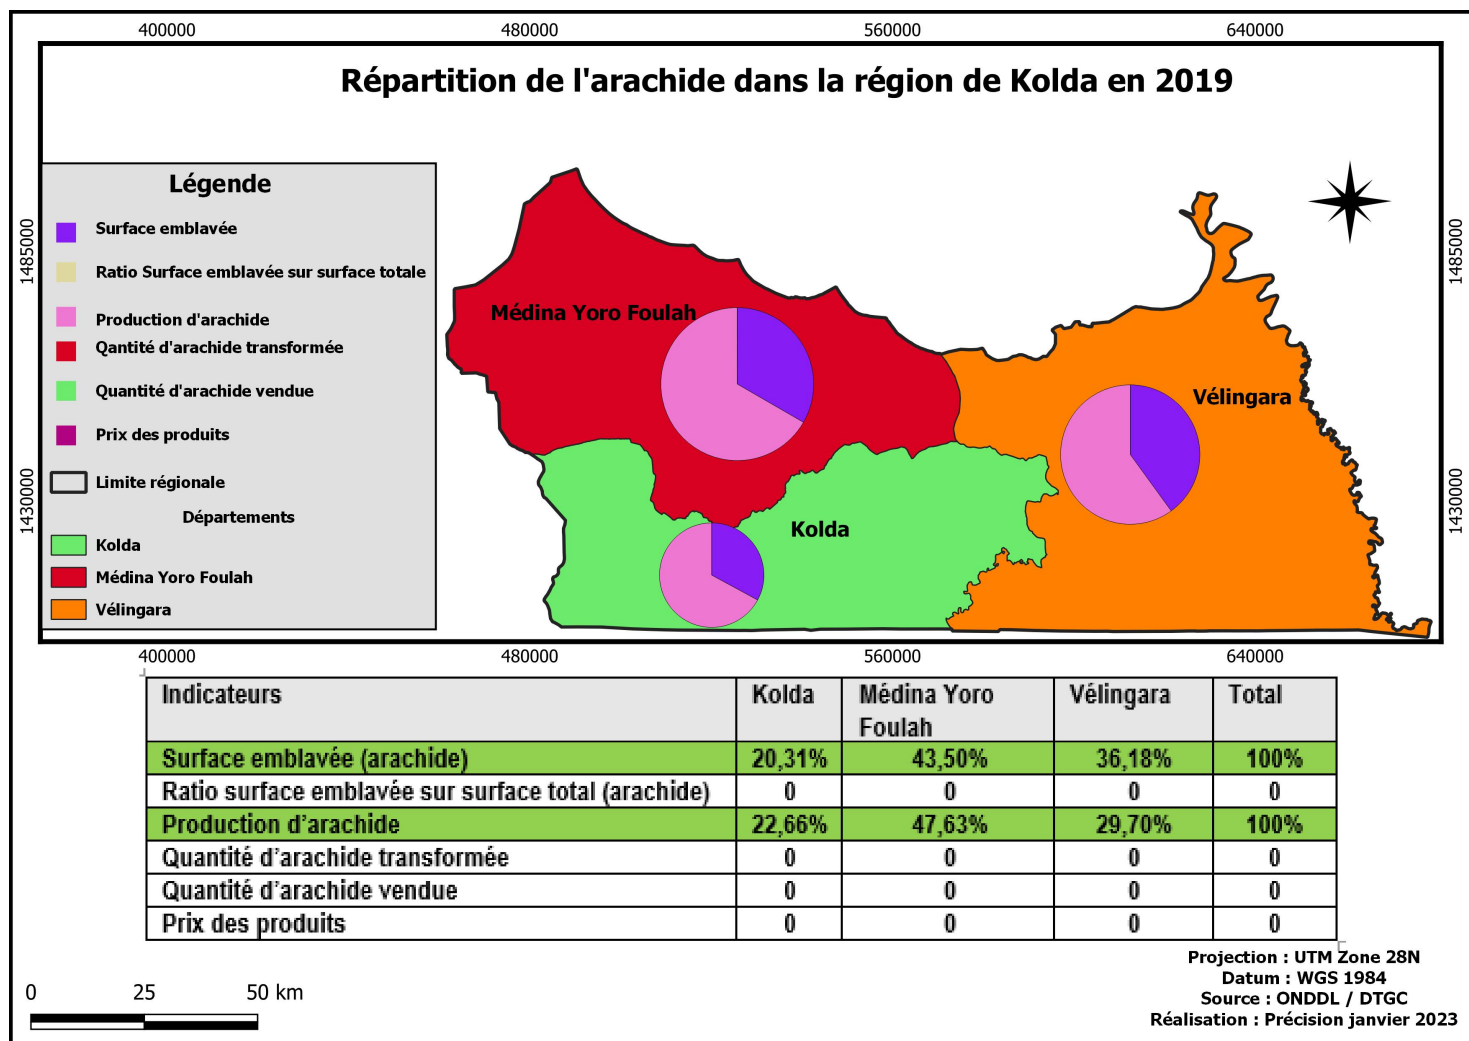 400000 480000 560000 640000
Répartition de l'arachide dans la région de Kolda en 2019
Légende
Surface emblavée
Ratio Surface emblavée sur surface totale
Production d'arachide
Qantité d'arachide transformée
Quantité d'arachide vendue
Prix des produits
Limite régionale
Départements
Kolda
Médina Yoro Foulah
Vélingara
1485000
1430000
Médina Yoro Foulah
Vélingara
Kolda
1485000
1430000
400000 480000 560000 640000
Indicateurs Kolda Médina Yoro Vélingara Total
Foulah
Surface emblavée (arachide) 20,31% 43,50% 36,18% 100%
Ratio surface emblavée sur surface total (arachide) 0 0 0 0
Production d’arachide 22,66% 47,63% 29,70% 100%
Quantité d’arachide transformée 0 0 0 0
Quantité d’arachide vendue 0 0 0 0
Prix des produits 0 0 0 0
Projection : UTM Zone 28N
Datum : WGS 1984
Source : ONDDL / DTGC
Réalisation : Précision janvier 2023
0 25 50 km